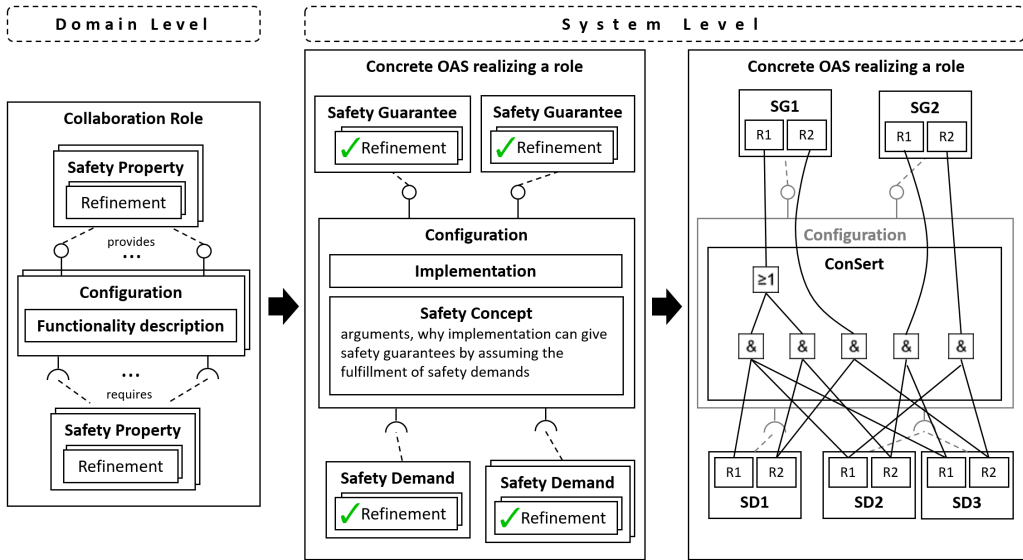 Domain Level
System Level
Collaboration Role
Safety Property
Refinement
provides
...
Configuration
Functionality description
...
requires
Safety Property
Refinement
Concrete OAS realizing a role
Safety Guarantee
Refinement
Safety Guarantee
Refinement
Configuration
Implementation
Safety Concept
arguments, why implementation can give
safety guarantees by assuming the
fulfillment of safety demands
Safety Demand
Refinement
Safety Demand
Refinement
Concrete OAS realizing a role
SG1
R1 R2
SG2
R1 R2
Configuration
ConSert
≥1
& & & & &
R1 R2
SD1
R1 R2
SD2
R1 R2
SD3